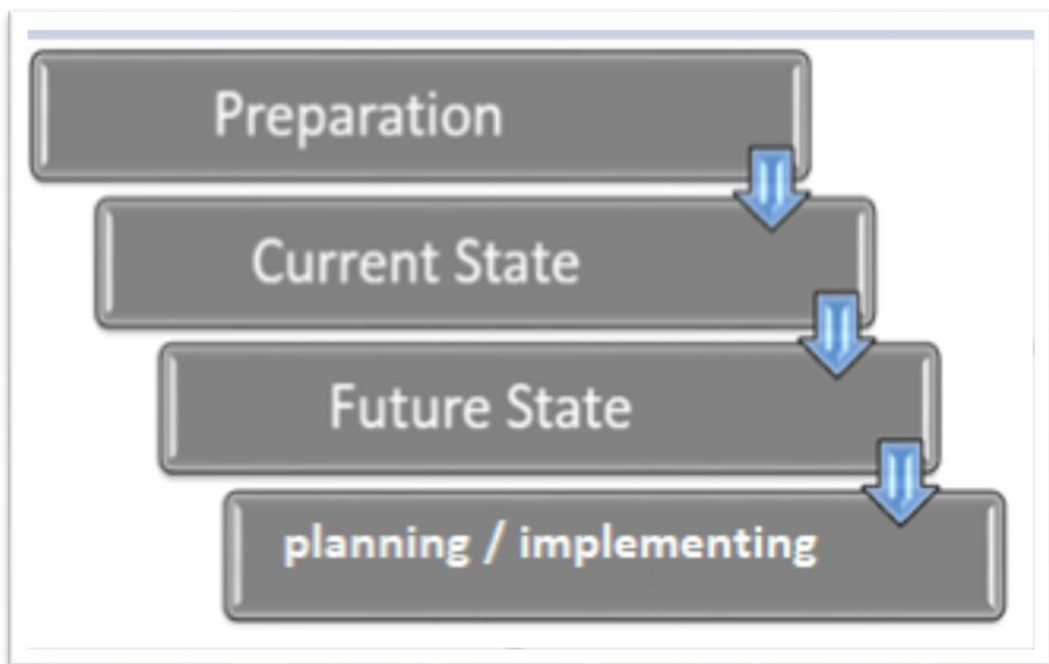 Preparation
Current State
Future State
planning / implementing